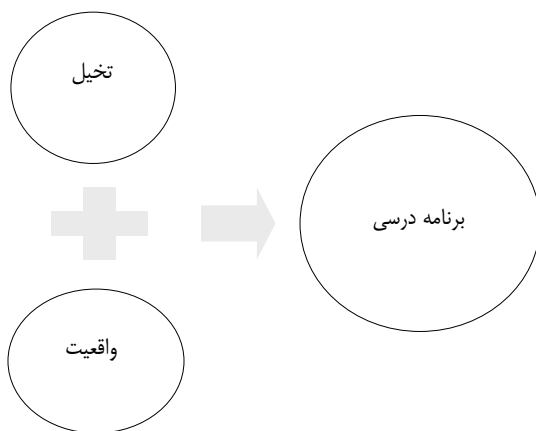 تخیل
برنامه درسی
واقعیت